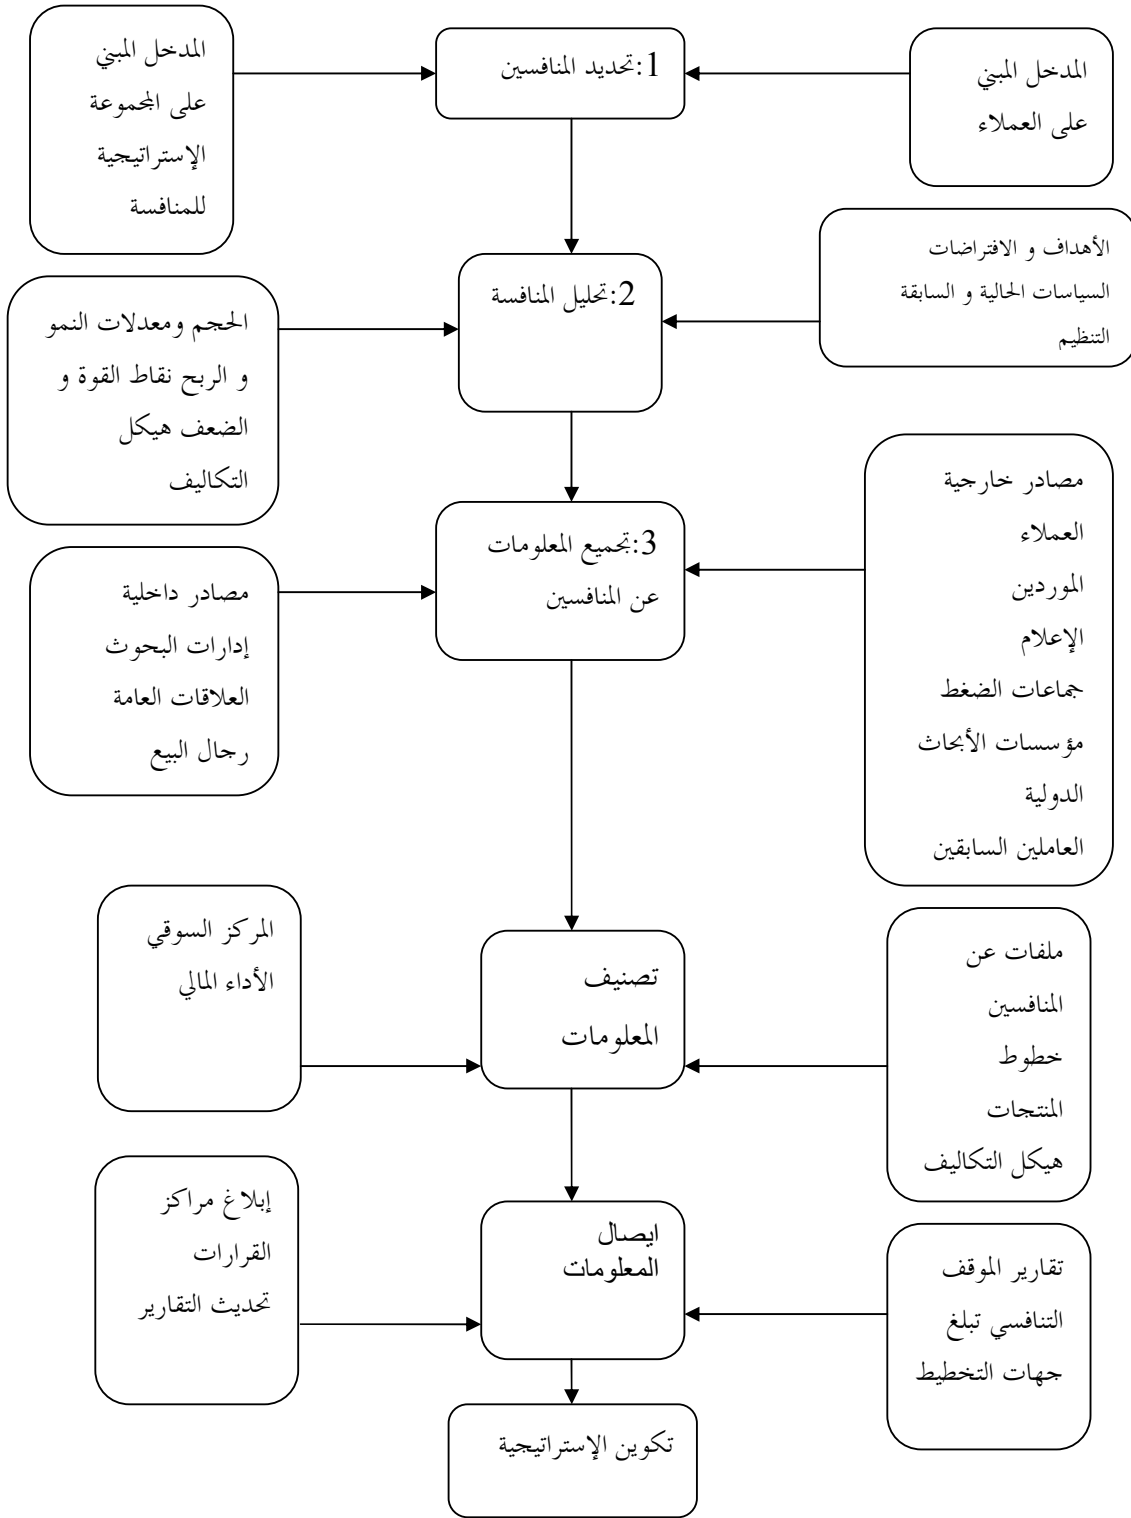 المدخل المبني
على العملاء
1:تحديد المنافسين
المدخل المبني
على المجموعة
الإستراتيجية
للمنافسة
الأهداف و الافتراضات
السياسات الحالية و السابقة
التنظيم
2:تحليل المنافسة
الحجم ومعدلات النمو
و الربح نقاط القوة و
الضعف هيكل
التكاليف
مصادر خارجية
العملاء
الموردين
الإعلام
جماعات الضغط
مؤسسات الأبحاث
الدولية
العاملين السابقين
3:تجميع المعلومات
عن المنافسين
مصادر داخلية
إدارات البحوث
العلاقات العامة
رجال البيع
ملفات عن
المنافسين
خطوط
المنتجات
هيكل التكاليف
تصنيف
المعلومات
المركز السوقي
الأداء المالي
تقارير الموقف
التنافسي تبلغ
جهات التخطيط
ايصال
المعلومات
إبلاغ مراكز
القرارات
تحديث التقارير
تكوين الإستراتيجية